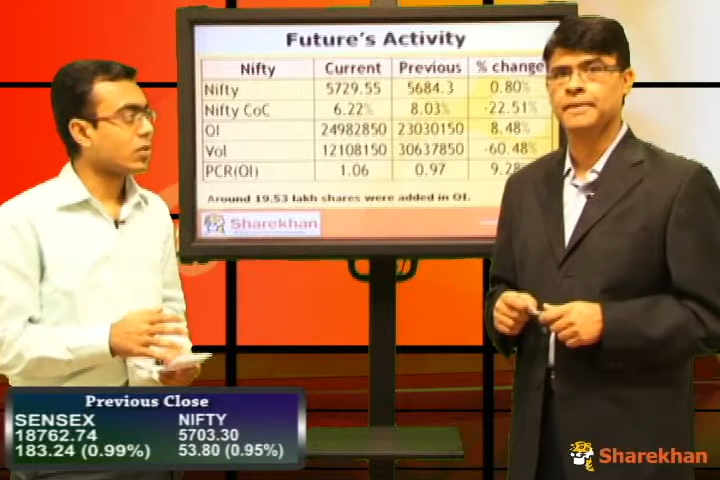 Future's Activity
Nifty Current Previous % change
Nifty 5729.55 5684.3 0.80%
Nifty CoC 6.22% 8.03% -22.51%
OI 24982850 23030150 8.48%
Vol 12108150 30637850 -60.48%
PCR(OI) 1.06 0.97 9.28%
Around 19.53 lakh shares were added in OI.
Sharekhan
Previous Close
SENSEX NIFTY
18762.74 5703.30
183.24 (0.99%) 53.80 (0.95%)
Sharekhan